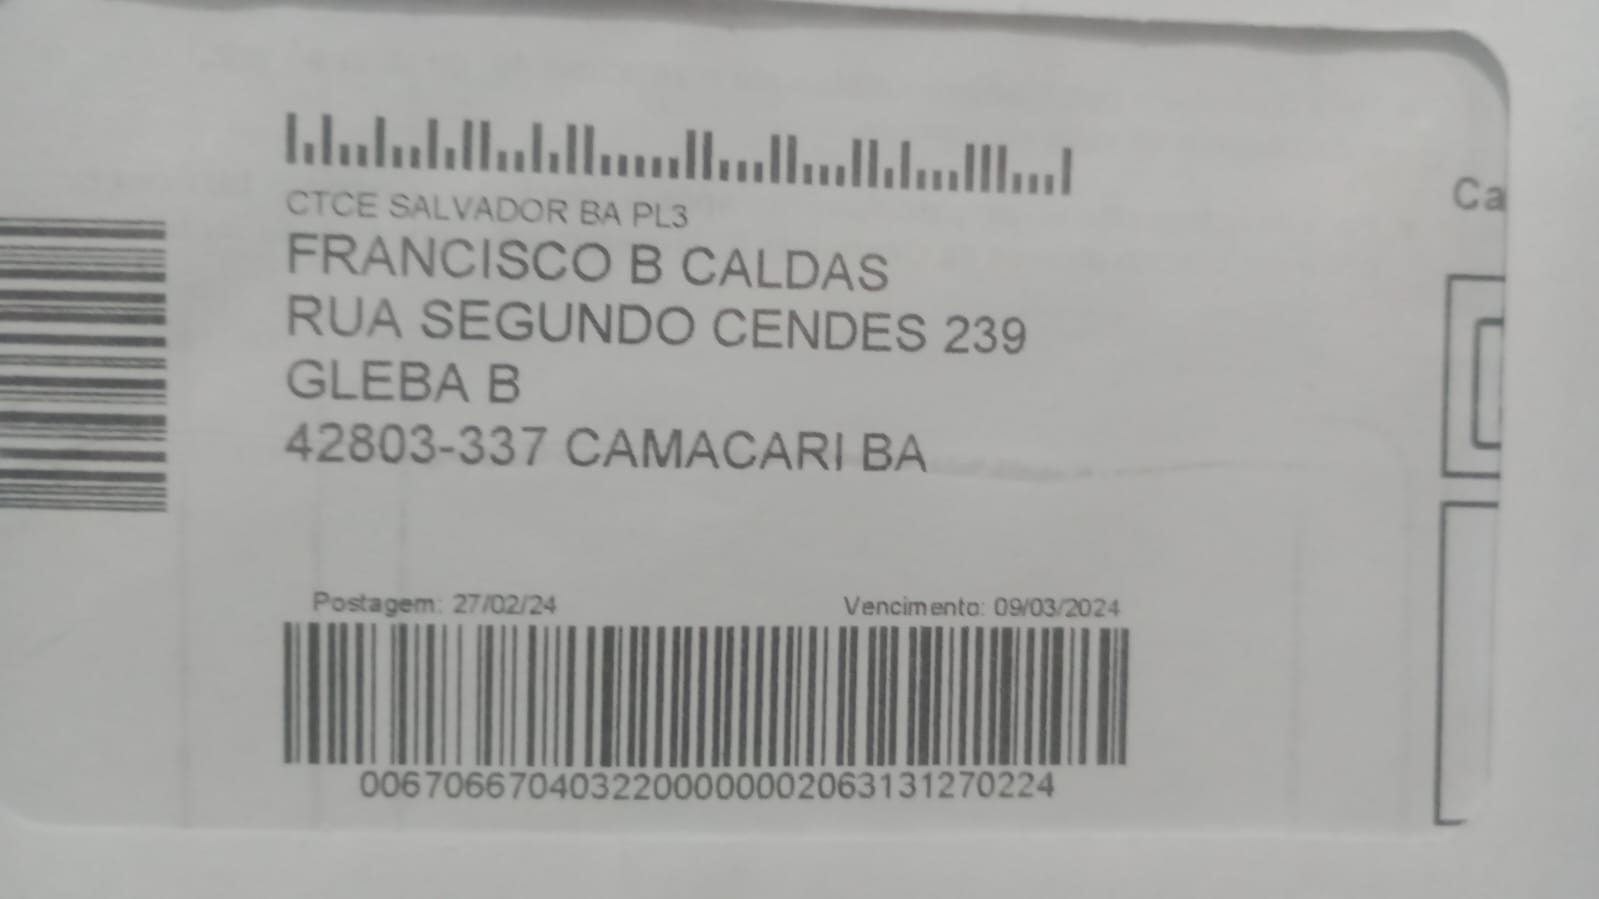 CTCE SALVADOR BA PL3
FRANCISCO B CALDAS
RUA SEGUNDO CENDES 239
GLEBA B
42803-337 CAMACARI BA
Ca
Postagem: 27/02/24
Vencimento: 09/03/2024
0067066704032200000002063131270224